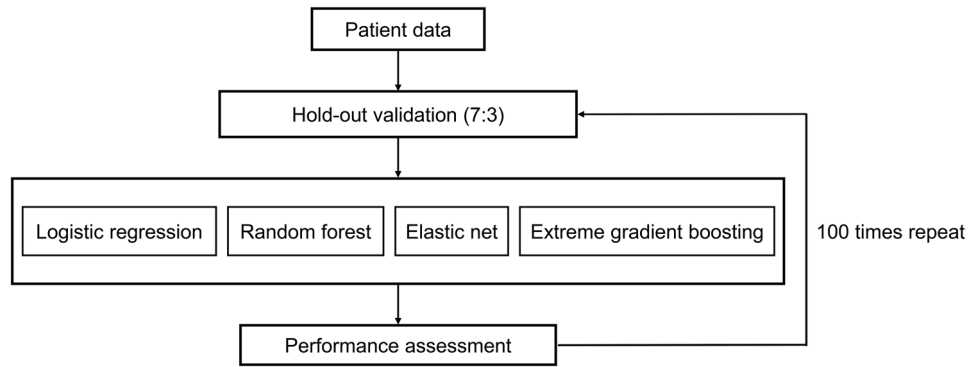 Patient data
Hold-out validation (7:3)
Logistic regression
Random forest
Elastic net
Extreme gradient boosting
100 times repeat
Performance assessment